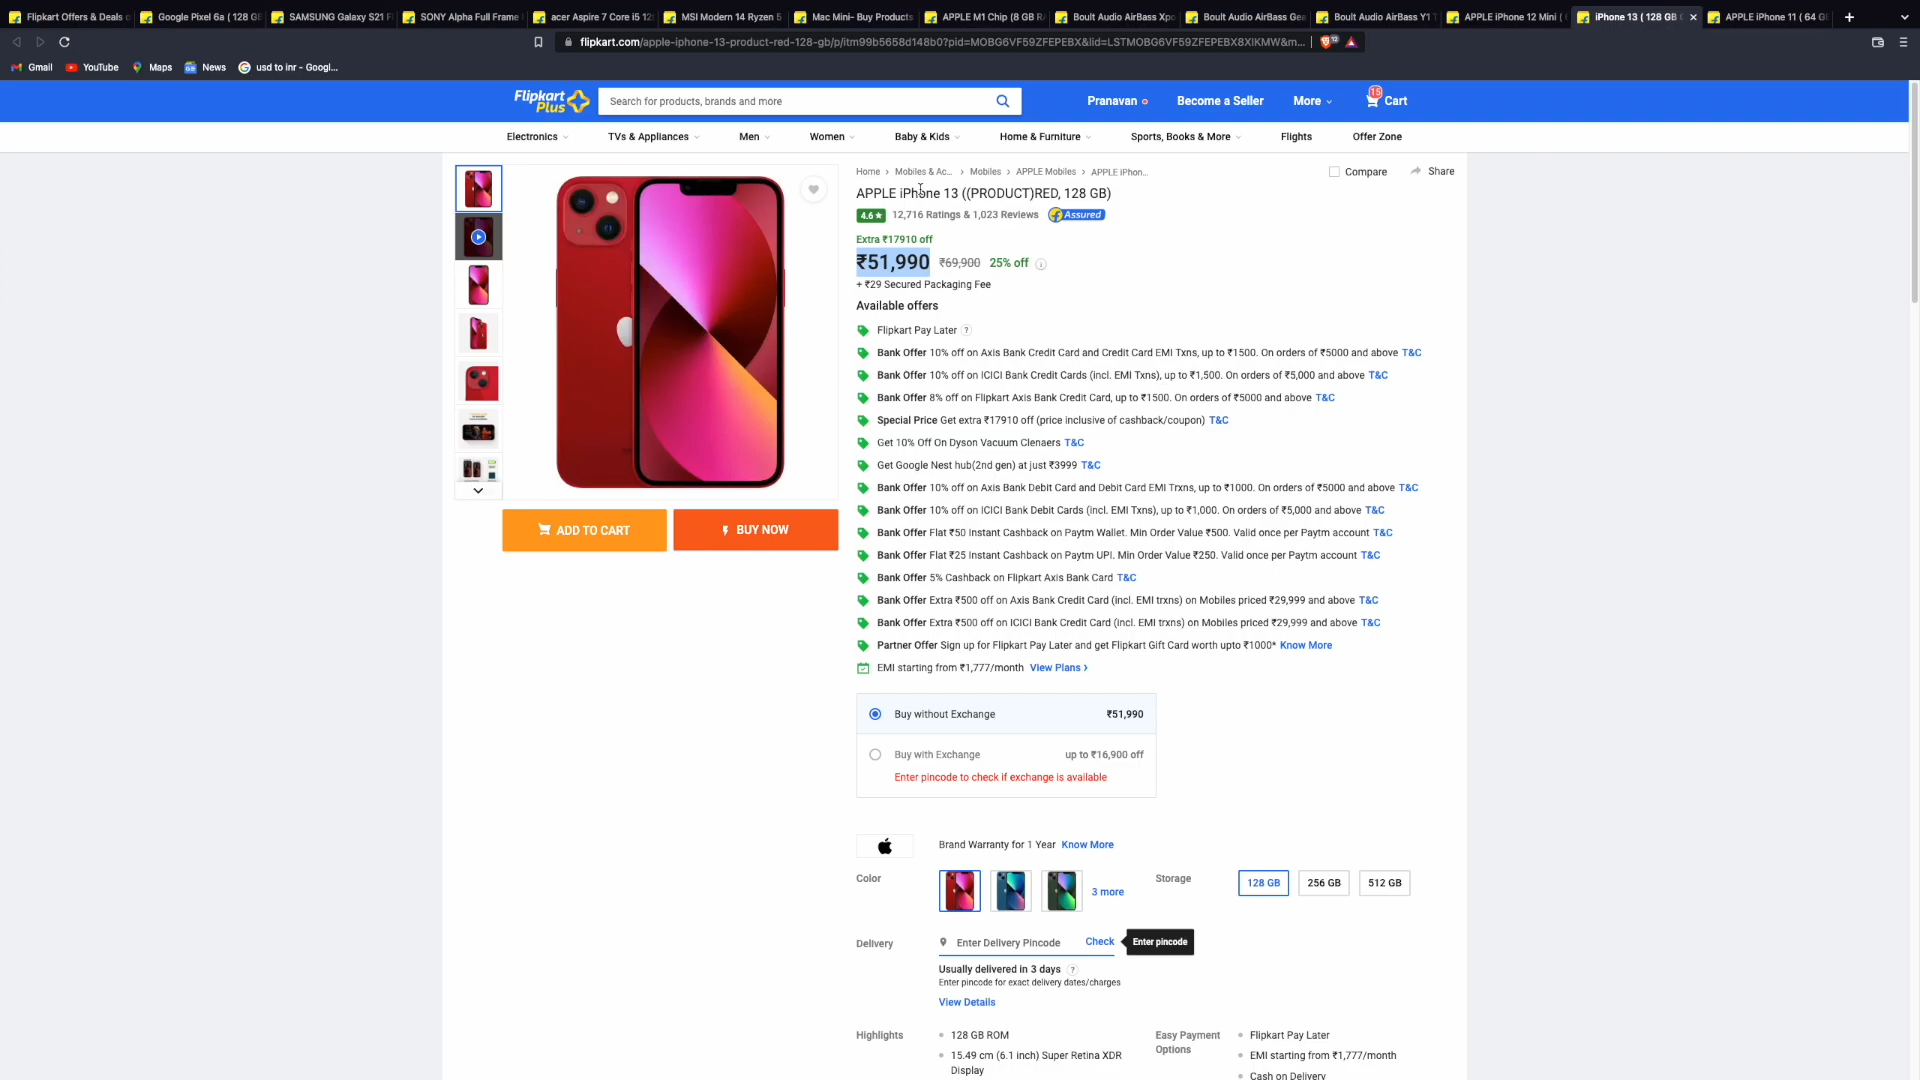 Flipkart Offers & Deals o
Google Pixel 6a ( 128 GB
SAMSUNG Galaxy S21 F
SONY Alpha Full Frame
acer Aspire 7 Core i5 12
MSI Modern 14 Ryzen 5
Mac Mini- Buy Products
APPLE M1 Chip (8 GB R
Boult Audio AirBass Xpo
Boult Audio AirBass Gea
Boult Audio AirBass Y1 T
APPLE iPhone 12 Mini (
iPhone 13 ( 128 GB
APPLE iPhone 11 ( 64 GB
flipkart.com/apple-iphone-13-product-red-128-gb/p/itm99b5658d148b0?pid=MOBG6VF59ZFEPEBX&lid=LSTMOBG6VF59ZFEPEBX8XIKMW&m...
12
Gmail
YouTube
Maps
News
usd to inr - Googl...
Flipkart
Plus
Search for products, brands and more
Pranavan
Become a Seller
More
15
Cart
Electronics
TVs & Appliances
Men
Women
Baby & Kids
Home & Furniture
Sports, Books & More
Flights
Offer Zone
Home
Mobiles & Ac...
Mobiles
APPLE Mobiles
APPLE iPhon...
Compare
Share
APPLE iPhone 13 ((PRODUCT)RED, 128 GB)
4.6 ★
12,716 Ratings & 1,023 Reviews
Assured
Extra ₹17910 off
₹51,990 ₹69,900 25% off
+ ₹29 Secured Packaging Fee
Available offers
Flipkart Pay Later ?
Bank Offer 10% off on Axis Bank Credit Card and Credit Card EMI Txns, up to ₹1500. On orders of ₹5000 and above T&C
Bank Offer 10% off on ICICI Bank Credit Cards (incl. EMI Txns), up to ₹1,500. On orders of ₹5,000 and above T&C
Bank Offer 8% off on Flipkart Axis Bank Credit Card, up to ₹1500. On orders of ₹5000 and above T&C
Special Price Get extra ₹17910 off (price inclusive of cashback/coupon) T&C
Get 10% Off On Dyson Vacuum Clenaers T&C
Get Google Nest hub(2nd gen) at just ₹3999 T&C
Bank Offer 10% off on Axis Bank Debit Card and Debit Card EMI Trxns, up to ₹1000. On orders of ₹5000 and above T&C
Bank Offer 10% off on ICICI Bank Debit Cards (incl. EMI Txns), up to ₹1,000. On orders of ₹5,000 and above T&C
Bank Offer Flat ₹50 Instant Cashback on Paytm Wallet. Min Order Value ₹500. Valid once per Paytm account T&C
Bank Offer Flat ₹25 Instant Cashback on Paytm UPI. Min Order Value ₹250. Valid once per Paytm account T&C
Bank Offer 5% Cashback on Flipkart Axis Bank Card T&C
Bank Offer Extra ₹500 off on Axis Bank Credit Card (incl. EMI trxns) on Mobiles priced ₹29,999 and above T&C
Bank Offer Extra ₹500 off on ICICI Bank Credit Card (incl. EMI trxns) on Mobiles priced ₹29,999 and above T&C
Partner Offer Sign up for Flipkart Pay Later and get Flipkart Gift Card worth upto ₹1000* Know More
EMI starting from ₹1,777/month View Plans
ADD TO CART
BUY NOW
Buy without Exchange ₹51,990
Buy with Exchange up to ₹16,900 off
Enter pincode to check if exchange is available
Brand Warranty for 1 Year Know More
Color
3 more
Storage
128 GB
256 GB
512 GB
Delivery
Enter Delivery Pincode
Check
Enter pincode
Usually delivered in 3 days ?
Enter pincode for exact delivery dates/charges
View Details
Highlights
128 GB ROM
15.49 cm (6.1 inch) Super Retina XDR
Display
Easy Payment
Options
Flipkart Pay Later
EMI starting from ₹1,777/month
Cash on Delivery